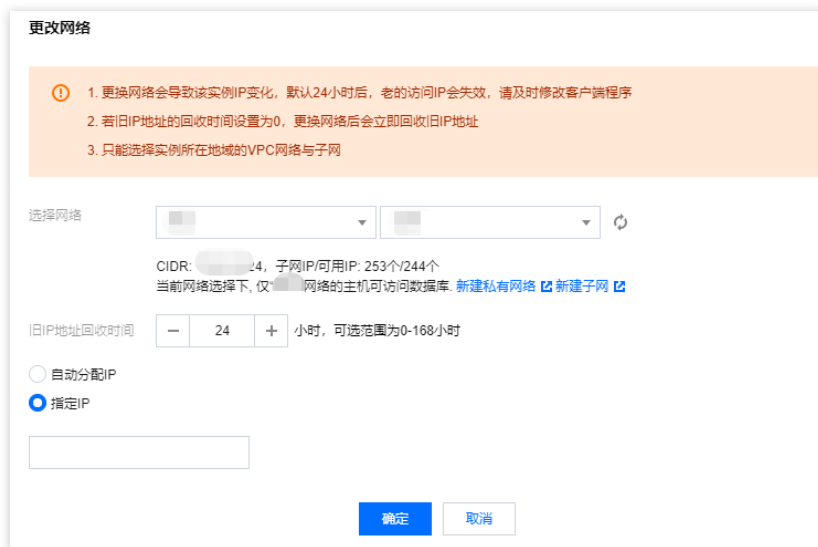 更改网络
1. 更换网络会导致该实例IP变化，默认24小时后，老的访问IP会失效，请及时修改客户端程序
2. 若旧IP地址的回收时间设置为0，更换网络后会立即回收旧IP地址
3. 只能选择实例所在地域的VPC网络与子网
选择网络
CIDR: 24，子网IP/可用IP: 253个/244个
当前网络选择下, 仅“网络的主机可访问数据库. 新建私有网络 新建子网
旧IP地址回收时间 − 24 + 小时，可选范围为0-168小时
自动分配IP
指定IP
确定 取消